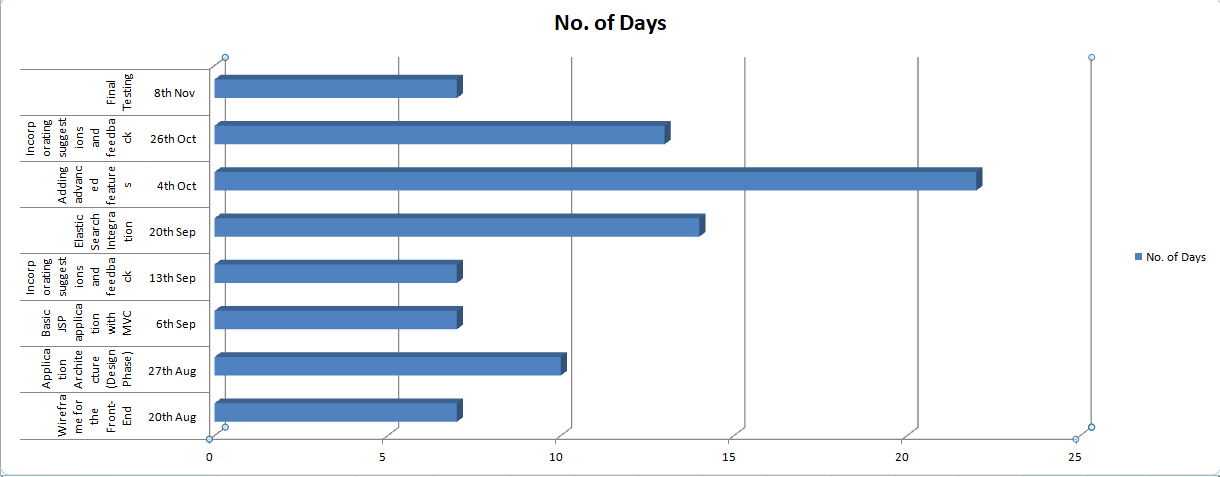 No. of Days
Final
Testing
8th Nov
Incorp
orating
suggest
ions
and
feedba
ck
26th Oct
Adding
advanc
ed
feature
s
4th Oct
Elastic
Search
Integra
tion
20th Sep
Incorp
orating
suggest
ions
and
feedba
ck
13th Sep
Basic
JSP
applica
tion
with
MVC
6th Sep
Applica
tion
Archite
cture
(Design
Phase)
27th Aug
Wirefra
me for
the
Front-
End
20th Aug
0 5 10 15 20 25
No. of Days